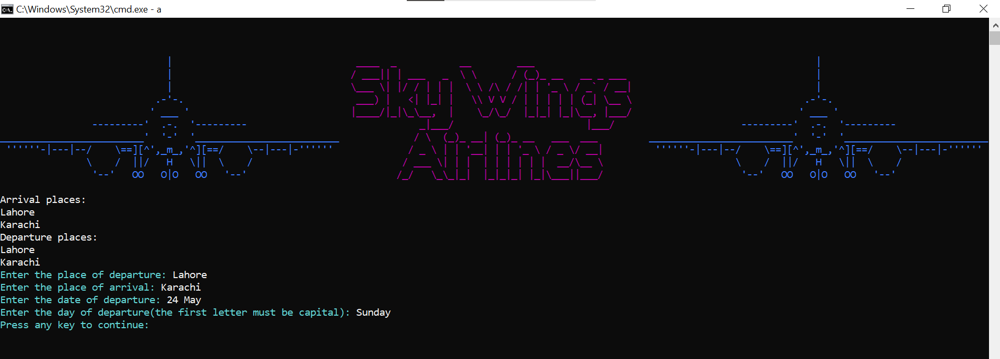 C:\Windows\System32\cmd.exe - a
Sky Wings
Airlines
Arrival places:
Lahore
Karachi
Departure places:
Lahore
Karachi
Enter the place of departure: Lahore
Enter the place of arrival: Karachi
Enter the date of departure: 24 May
Enter the day of departure(the first letter must be capital): Sunday
Press any key to continue: